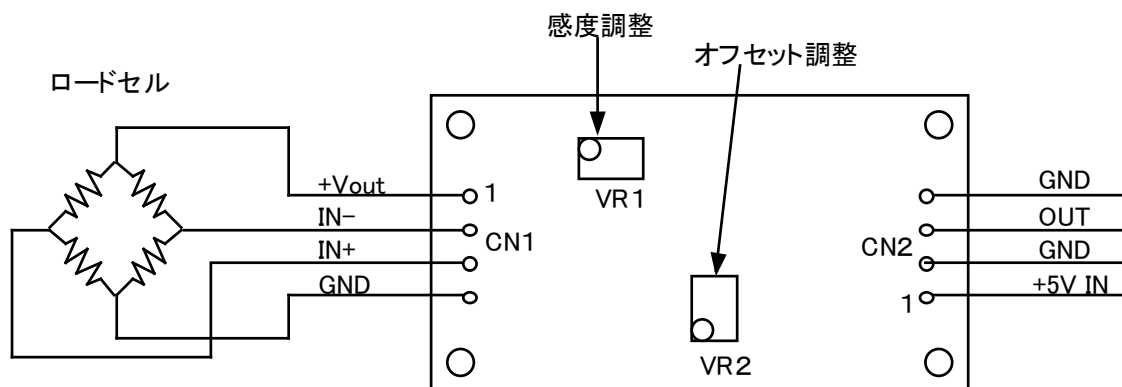 感度調整
オフセット調整
ロードセル
+Vout
1
VR1
GND
IN−
CN1
OUT
IN+
CN2
GND
GND
VR2
1
+5V IN